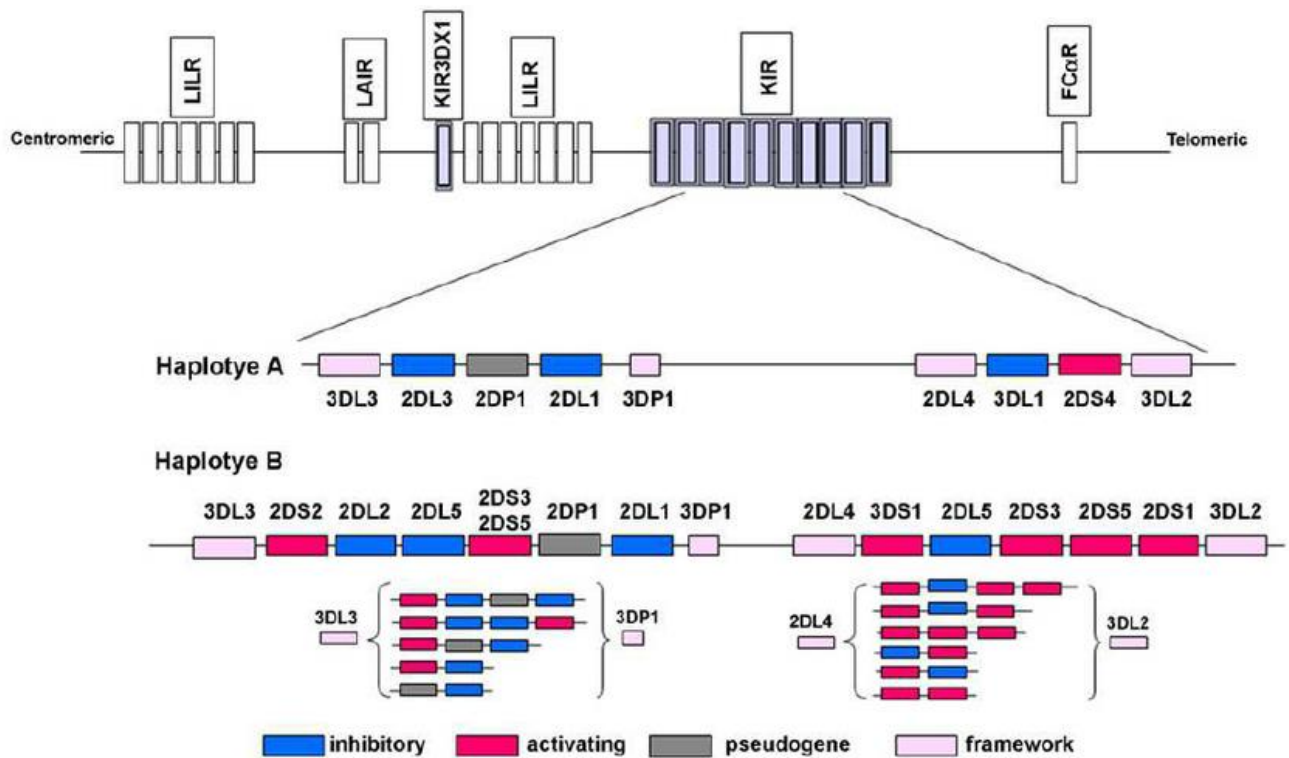 LILR
LAIR
KIR3DX1
LILR
KIR
FCαR
Centromeric
Telomeric
Haplotye A
3DL3 2DL3 2DP1 2DL1 3DP1 2DL4 3DL1 2DS4 3DL2
Haplotye B
3DL3 2DS2 2DL2 2DL5 2DS3 2DP1 2DL1 3DP1 2DL4 3DS1 2DL5 2DS3 2DS5 2DS1 3DL2
2DS5
3DL3 3DP1 2DL4 3DL2
inhibitory activating pseudogene framework